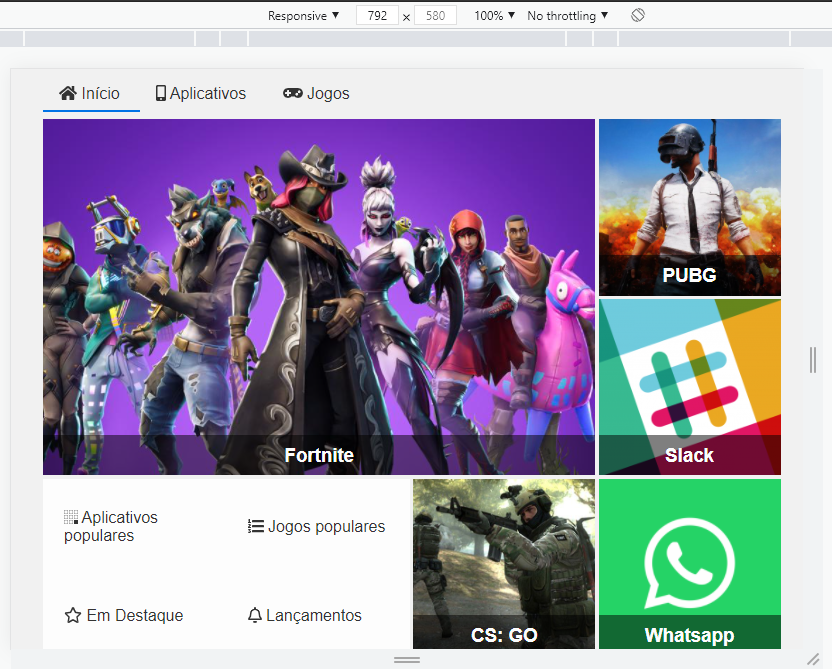 Responsive ▼ 792 × 580 100% ▼ No throttling ▼
Início Aplicativos Jogos
PUBG
Fortnite
Slack
Aplicativos
populares
Jogos populares
Em Destaque
Lançamentos
CS: GO
Whatsapp